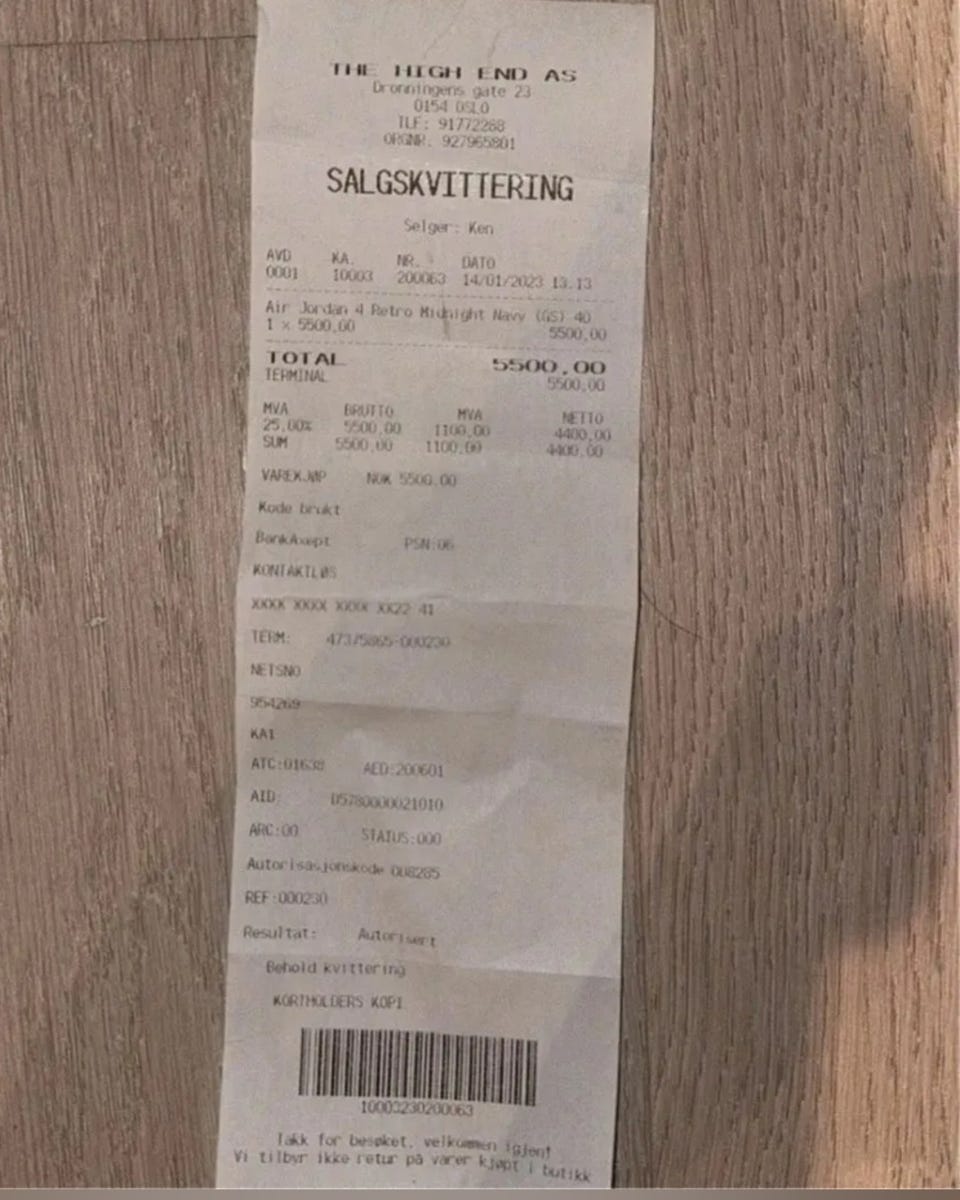 THE HIGH END AS
Dronningens gate 23
0154 OSLO
TLF: 91772268
ORGNR. 927965801
SALGSKVITTERING
Selger: Ken
AVD KA. NR. DATO
0001 10003 200063 14/01/2023 13.13
Air Jordan 4 Retro Midnight Navy (GS) 40
1 × 5500,00 5500,00
TOTAL 5500,00
TERMINAL 5500,00
MVA BRUTTO MVA NETTO
25,00% 5500,00 1100,00 4400,00
SUM 5500,00 1100,00 4400,00
VAREKJØP NOK 5500.00
Kode brukt
BankAxept PSN:06
KONTAKTLØS
XXXX XXXX XXXX XX22 41
TERM: 47375865-000230
NETSNO
954269
KA1
ATC:01638 AED:200601
AID: D5780000021010
ARC:00 STATUS:000
Autorisasjonskode 008285
REF:000230
Resultat: Autorisert
Behold kvittering
KORTHOLDERS KOPI
10003230200063
Takk for besøket, velkommen igjen!
Vi tilbyr ikke retur på varer kjøpt i butikk